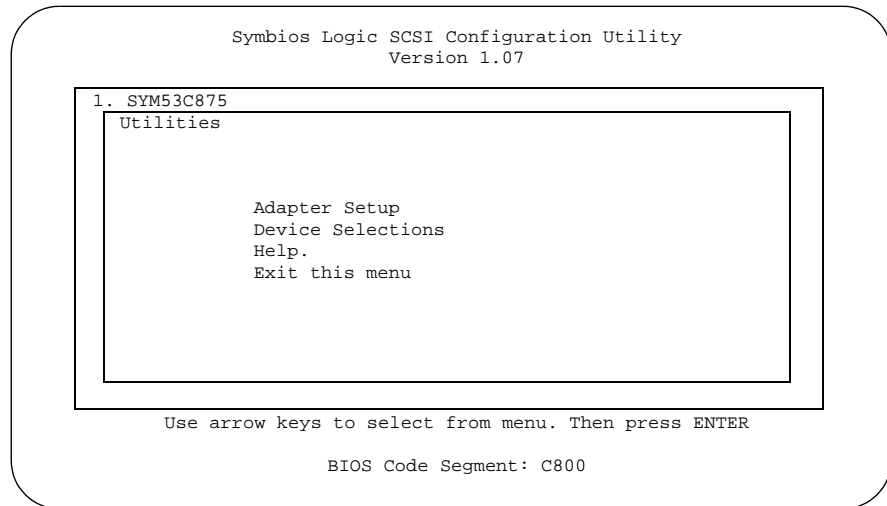 Symbios Logic SCSI Configuration Utility
Version 1.07
1. SYM53C875
Utilities
Adapter Setup
Device Selections
Help.
Exit this menu
Use arrow keys to select from menu. Then press ENTER
BIOS Code Segment: C800